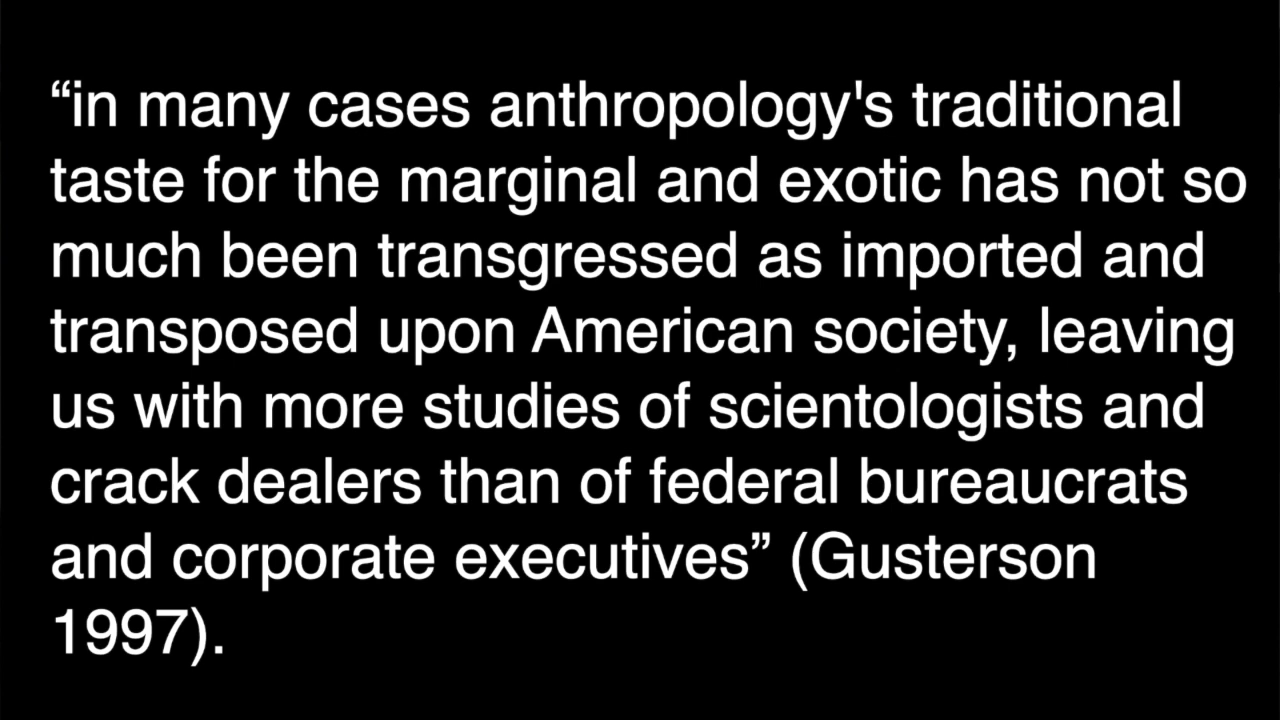 “in many cases anthropology's traditional
taste for the marginal and exotic has not so
much been transgressed as imported and
transposed upon American society, leaving
us with more studies of scientologists and
crack dealers than of federal bureaucrats
and corporate executives” (Gusterson
1997).